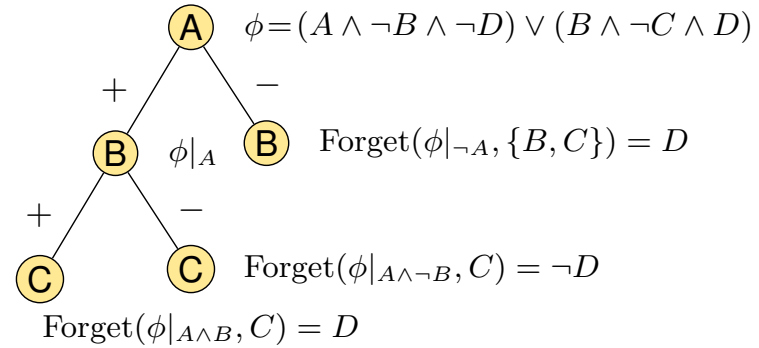 A ϕ=(A ∧ ¬B ∧ ¬D) ∨ (B ∧ ¬C ∧ D)
+ −
B ϕ|A B Forget(ϕ|¬A, {B, C}) = D
+ −
C C Forget(ϕ|A∧¬B, C) = ¬D
Forget(ϕ|A∧B, C) = D